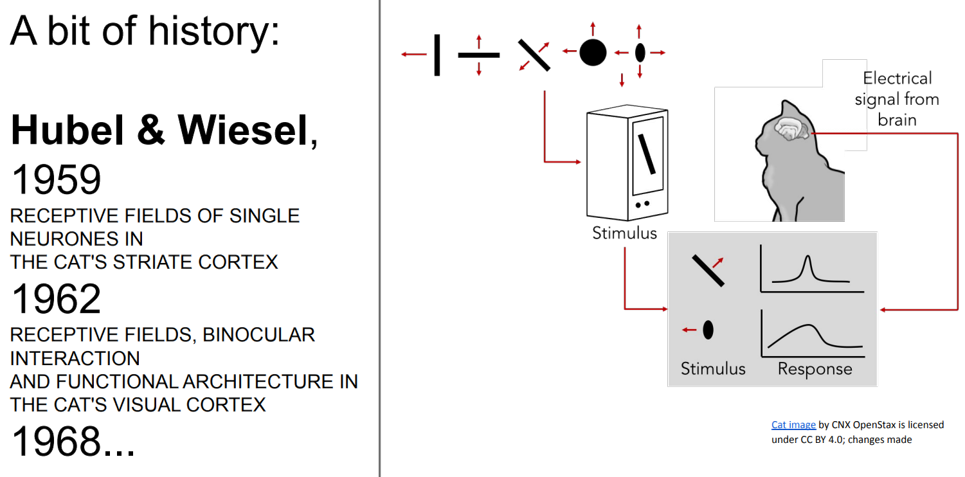 A bit of history:
Hubel & Wiesel,
1959
RECEPTIVE FIELDS OF SINGLE
NEURONES IN
THE CAT'S STRIATE CORTEX
1962
RECEPTIVE FIELDS, BINOCULAR
INTERACTION
AND FUNCTIONAL ARCHITECTURE IN
THE CAT'S VISUAL CORTEX
1968...
Electrical
signal from
brain
Stimulus
Stimulus
Response
Cat image by CNX OpenStax is licensed
under CC BY 4.0; changes made